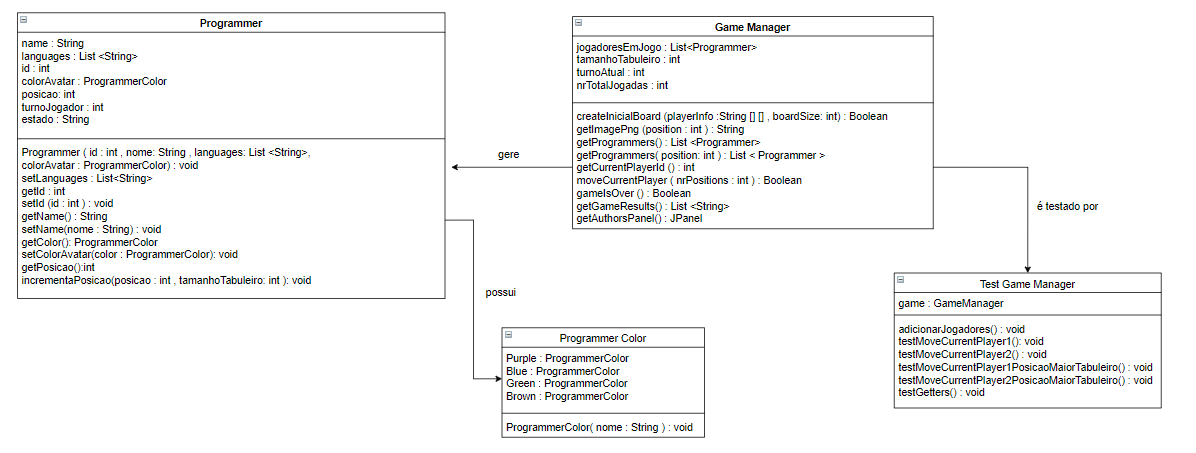 Programmer
name : String
languages : List <String>
id : int
colorAvatar : ProgrammerColor
posicao: int
turnoJogador : int
estado : String
Programmer ( id : int , nome: String , languages: List <String>,
colorAvatar : ProgrammerColor) : void
setLanguages : List<String>
getId : int
setId (id : int ) : void
getName() : String
setName(nome : String) : void
getColor(): ProgrammerColor
setColorAvatar(color : ProgrammerColor): void
getPosicao():int
incrementaPosicao(posicao : int , tamanhoTabuleiro: int ): void
gere
Game Manager
jogadoresEmJogo : List<Programmer>
tamanhoTabuleiro : int
turnoAtual : int
nrTotalJogadas : int
createInicialBoard (playerInfo :String [] [] , boardSize: int) : Boolean
getImagePng (position : int ) : String
getProgrammers() : List <Programmer>
getProgrammers( position: int ) : List < Programmer >
getCurrentPlayerId () : int
moveCurrentPlayer ( nrPositions : int ) : Boolean
gameIsOver () : Boolean
getGameResults() : List <String>
getAuthorsPanel() : JPanel
é testado por
possui
Programmer Color
Purple : ProgrammerColor
Blue : ProgrammerColor
Green : ProgrammerColor
Brown : ProgrammerColor
ProgrammerColor( nome : String ) : void
Test Game Manager
game : GameManager
adicionarJogadores() : void
testMoveCurrentPlayer1(): void
testMoveCurrentPlayer2() : void
testMoveCurrentPlayer1PosicaoMaiorTabuleiro() : void
testMoveCurrentPlayer2PosicaoMaiorTabuleiro() : void
testGetters() : void